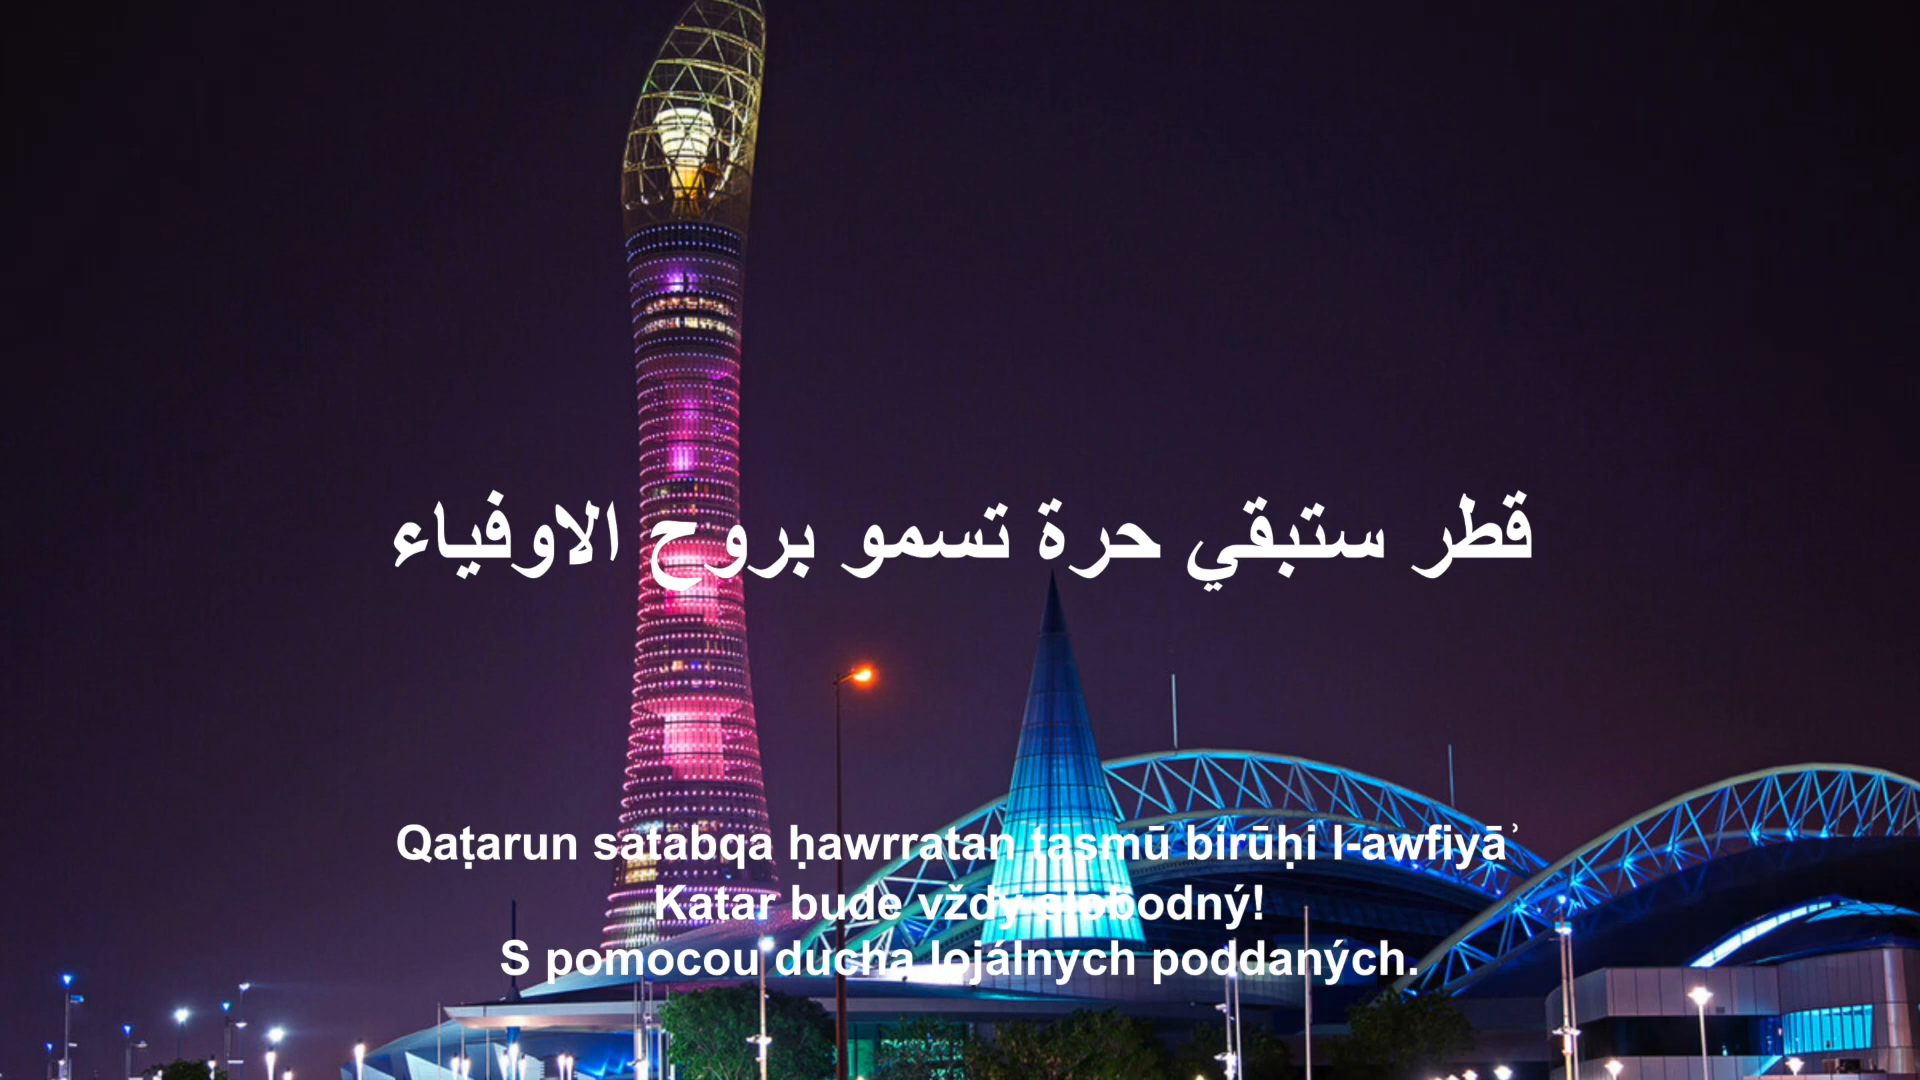 قطر ستبقي حرة تسمو بروح الاوفياء
Qaṭarun satabqa ḥawrratan tasmū birūḥi l-awfiyāʾ
Katar bude vždy slobodný!
S pomocou ducha lojálnych poddaných.